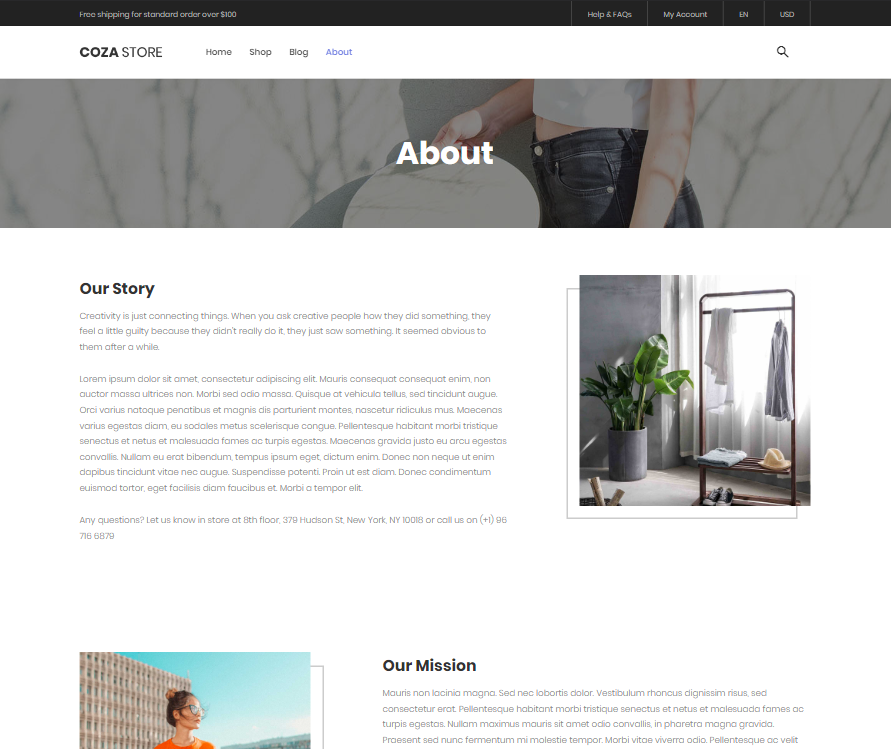 Free shipping for standard order over $100
Help & FAQs
My Account
EN
USD
COZA STORE
Home
Shop
Blog
About
About
Our Story
Creativity is just connecting things. When you ask creative people how they did something, they
feel a little guilty because they didn't really do it, they just saw something. It seemed obvious to
them after a while.
Lorem ipsum dolor sit amet, consectetur adipiscing elit. Mauris consequat consequat enim, non
auctor massa ultrices non. Morbi sed odio massa. Quisque at vehicula tellus, sed tincidunt augue.
Orci varius natoque penatibus et magnis dis parturient montes, nascetur ridiculus mus. Maecenas
varius egestas diam, eu sodales metus scelerisque congue. Pellentesque habitant morbi tristique
senectus et netus et malesuada fames ac turpis egestas. Maecenas gravida justo eu arcu egestas
convallis. Nullam eu erat bibendum, tempus ipsum eget, dictum enim. Donec non neque ut enim
dapibus tincidunt vitae nec augue. Suspendisse potenti. Proin ut est diam. Donec condimentum
euismod tortor, eget facilisis diam faucibus et. Morbi a tempor elit.
Any questions? Let us know in store at 8th floor, 379 Hudson St, New York, NY 10018 or call us on (+1) 96
716 6879
Our Mission
Mauris non lacinia magna. Sed nec lobortis dolor. Vestibulum rhoncus dignissim risus, sed
consectetur erat. Pellentesque habitant morbi tristique senectus et netus et malesuada fames ac
turpis egestas. Nullam maximus mauris sit amet odio convallis, in pharetra magna gravida.
Praesent sed nunc fermentum mi molestie tempor. Morbi vitae viverra odio. Pellentesque ac velit